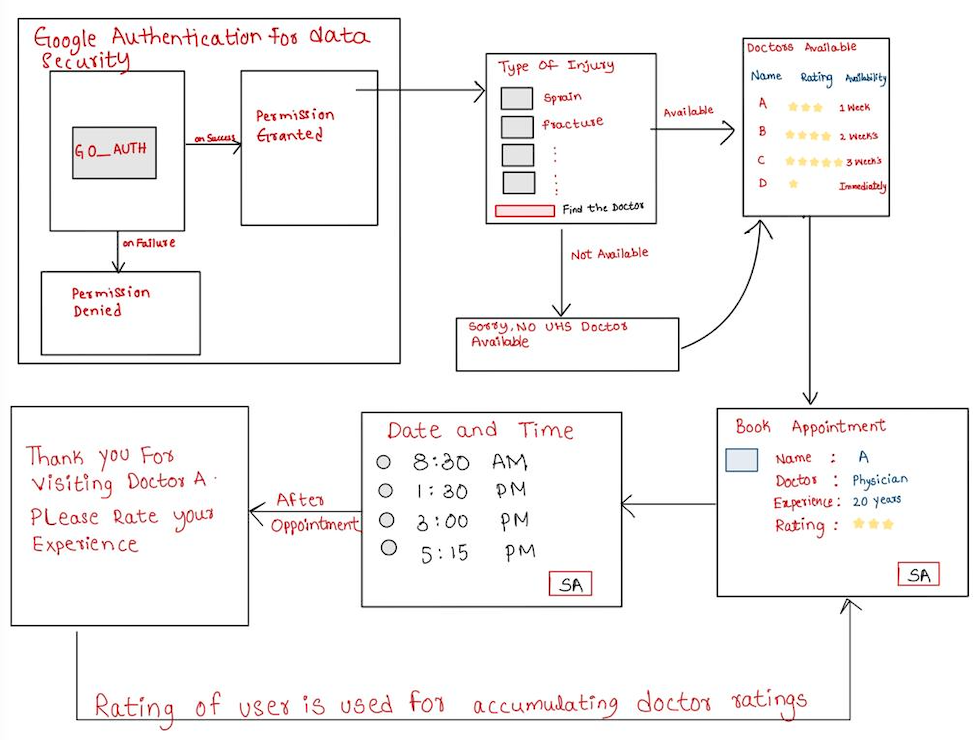 Google Authentication For data
Security
GO_AUTH
on Success
Permission
Granted
on Failure
Permission
Denied
Type Of Injury
Sprain
fracture
Find the Doctor
Available
Not Available
Sorry, NO UHS Doctor
Available
Doctors Available
Name Rating Availability
A 1 Week
B 2 Week's
C 3 Week's
D Immediately
Book Appointment
Name : A
Doctor : Physician
Experience : 20 years
Rating :
SA
Date and Time
8:30 AM
1:30 PM
3:00 PM
5:15 PM
SA
After
Oppointment
Thank you For
Visiting Doctor A.
PLease Rate your
Experience
Rating of user is used for accumulating doctor ratings